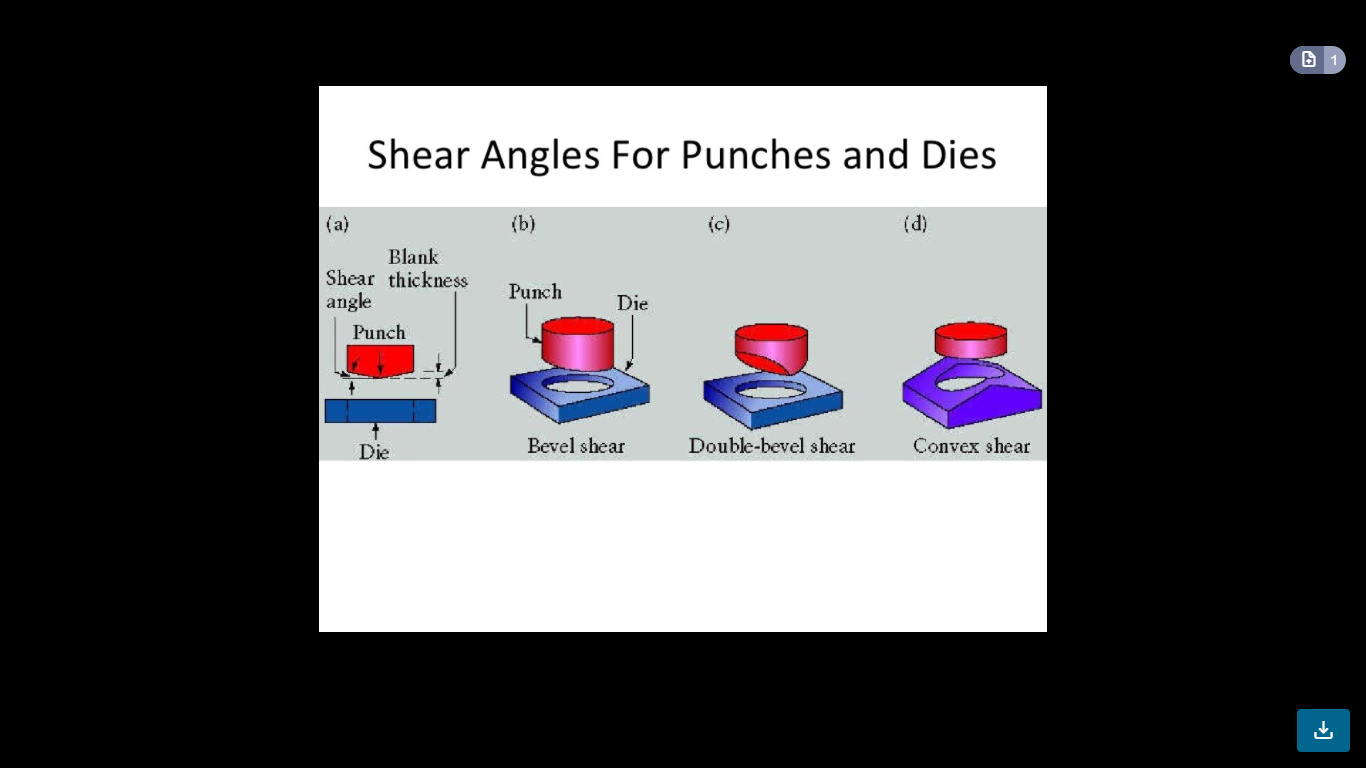 1
Shear Angles For Punches and Dies
(a)
Shear
angle
Blank
thickness
Punch
Die
(b)
Punch
Die
Bevel shear
(c)
Double-bevel shear
(d)
Convex shear